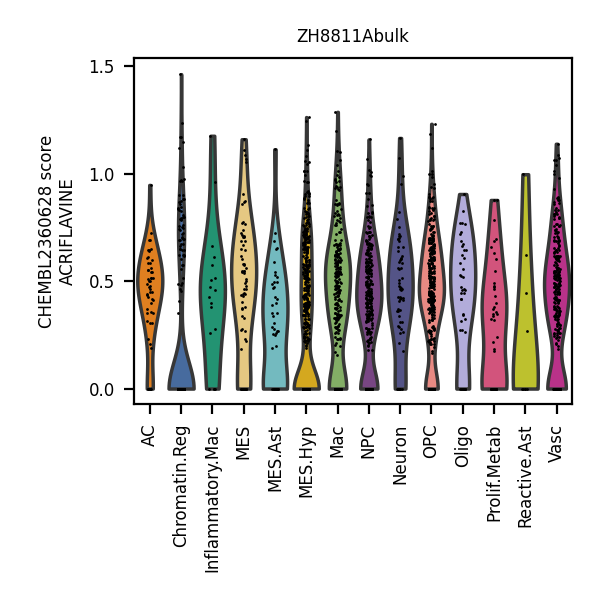 ZH8811Abulk
CHEMBL2360628 score
ACRIFLAVINE
1.5
1.0
0.5
0.0
AC
Chromatin.Reg
Inflammatory.Mac
MES
MES.Ast
MES.Hyp
Mac
NPC
Neuron
OPC
Oligo
Prolif.Metab
Reactive.Ast
Vasc